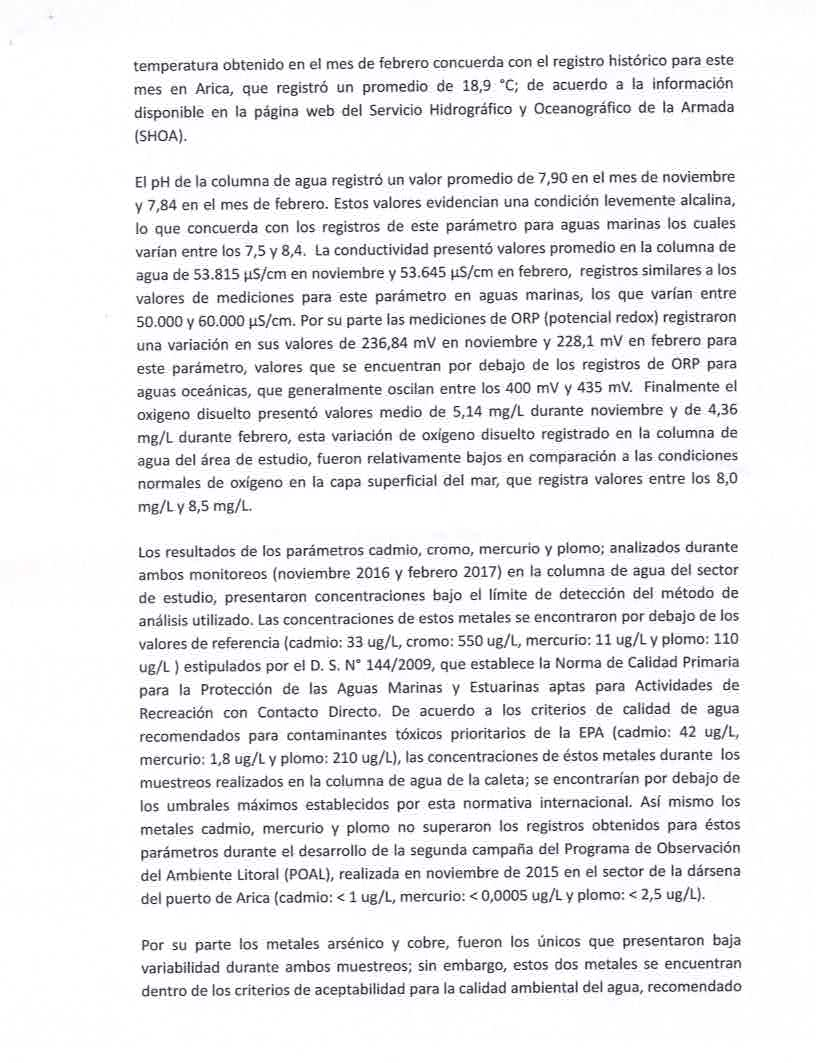 temperatura obtenido en el mes de febrero concuerda con el registro histórico para este
mes en Arica, que registró un promedio de 18,9 °C; de acuerdo a la información
disponible en la página web del Servicio Hidrográfico y Oceanográfico de la Armada
(SHOA).

El pH de la columna de agua registró un valor promedio de 7,90 en el mes de noviembre
y 7,84 en el mes de febrero. Estos valores evidencian una condición levemente alcalina,
lo que concuerda con los registros de este parámetro para aguas marinas los cuales
varían entre los 7,5 y 8,4. La conductividad presentó valores promedio en la columna de
agua de 53.815 µS/cm en noviembre y 53.645 µS/cm en febrero, registros similares a los
valores de mediciones para este parámetro en aguas marinas, los que varían entre
50.000 y 60.000 µS/cm. Por su parte las mediciones de ORP (potencial redox) registraron
una variación en sus valores de 236,84 mV en noviembre y 228,1 mV en febrero para
este parámetro, valores que se encuentran por debajo de los registros de ORP para
aguas oceánicas, que generalmente oscilan entre los 400 mV y 435 mV. Finalmente el
oxigeno disuelto presentó valores medio de 5,14 mg/L durante noviembre y de 4,36
mg/L durante febrero, esta variación de oxígeno disuelto registrado en la columna de
agua del área de estudio, fueron relativamente bajos en comparación a las condiciones
normales de oxígeno en la capa superficial del mar, que registra valores entre los 8,0
mg/L y 8,5 mg/L.

Los resultados de los parámetros cadmio, cromo, mercurio y plomo; analizados durante
ambos monitoreos (noviembre 2016 y febrero 2017) en la columna de agua del sector
de estudio, presentaron concentraciones bajo el límite de detección del método de
análisis utilizado. Las concentraciones de estos metales se encontraron por debajo de los
valores de referencia (cadmio: 33 ug/L, cromo: 550 ug/L, mercurio: 11 ug/L y plomo: 110
ug/L ) estipulados por el D. S. N° 144/2009, que establece la Norma de Calidad Primaria
para la Protección de las Aguas Marinas y Estuarinas aptas para Actividades de
Recreación con Contacto Directo. De acuerdo a los criterios de calidad de agua
recomendados para contaminantes tóxicos prioritarios de la EPA (cadmio: 42 ug/L,
mercurio: 1,8 ug/L y plomo: 210 ug/L), las concentraciones de éstos metales durante los
muestreos realizados en la columna de agua de la caleta; se encontrarían por debajo de
los umbrales máximos establecidos por esta normativa internacional. Así mismo los
metales cadmio, mercurio y plomo no superaron los registros obtenidos para éstos
parámetros durante el desarrollo de la segunda campaña del Programa de Observación
del Ambiente Litoral (POAL), realizada en noviembre de 2015 en el sector de la dársena
del puerto de Arica (cadmio: < 1 ug/L, mercurio: < 0,0005 ug/L y plomo: < 2,5 ug/L).

Por su parte los metales arsénico y cobre, fueron los únicos que presentaron baja
variabilidad durante ambos muestreos; sin embargo, estos dos metales se encuentran
dentro de los criterios de aceptabilidad para la calidad ambiental del agua, recomendado